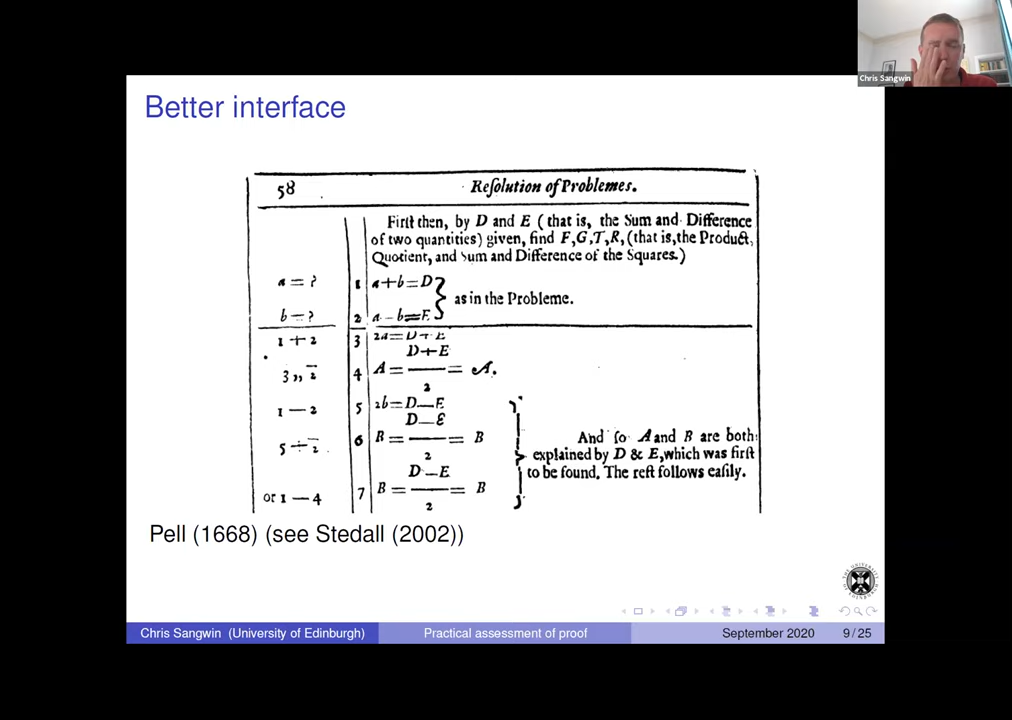 Chris Sangwin
Better interface
58 Reſolution of Problemes.
Firſt then, by D and E (that is, the Sum and Difference
of two quantities) given, find F,G,T,R,(that is,the Product,
Quotient, and Sum and Difference of the Squares.)
a = ? 1 a+b=D
as in the Probleme.
b = ? 2 a - b=E
1 + 2 3 2a=D+E
3,, 2̅ 4 A = D+E / 2 = A.
1 — 2 5 2b=D—E
5 ÷ 2̅ 6 B = D—E / 2 = B
or 1 — 4 7 B = D—E / 2 = B
And ſo A and B are both
explained by D & E,which was firſt
to be found. The reſt follows eaſily.
Pell (1668) (see Stedall (2002))
Chris Sangwin (University of Edinburgh) Practical assessment of proof September 2020 9 / 25